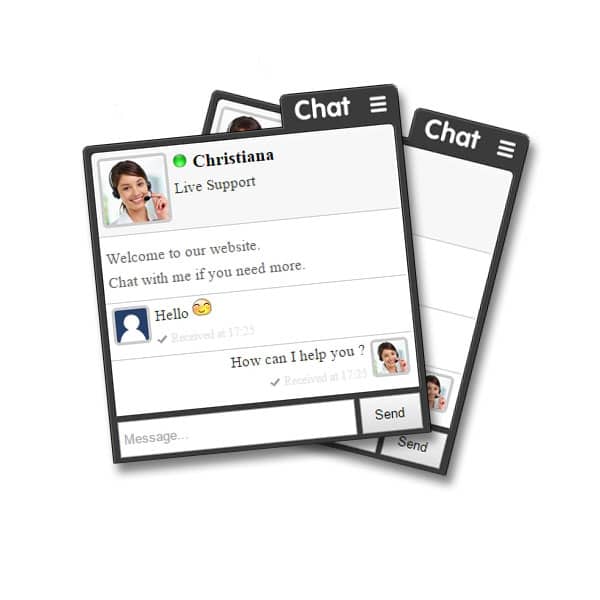 Chat
Chat
Christiana
Live Support
Welcome to our website.
Chat with me if you need more.
Hello
Received at 17:25
How can I help you ?
Received at 17:25
Message...
Send
Send